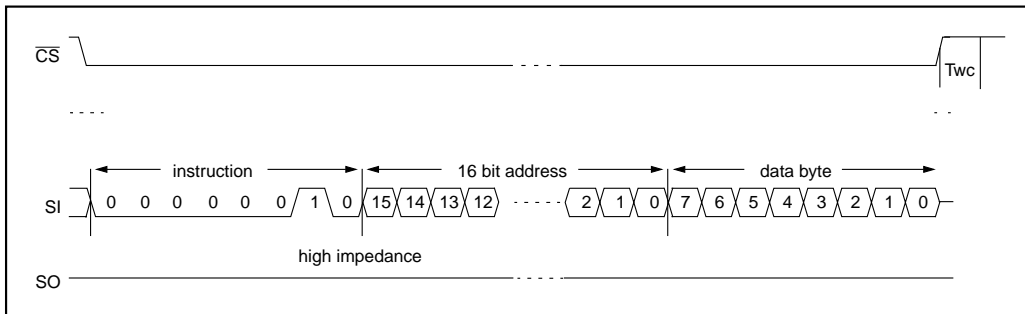 CS
Twc
instruction 16 bit address data byte
SI 0 0 0 0 0 0 1 0 15 14 13 12 2 1 0 7 6 5 4 3 2 1 0
high impedance
SO